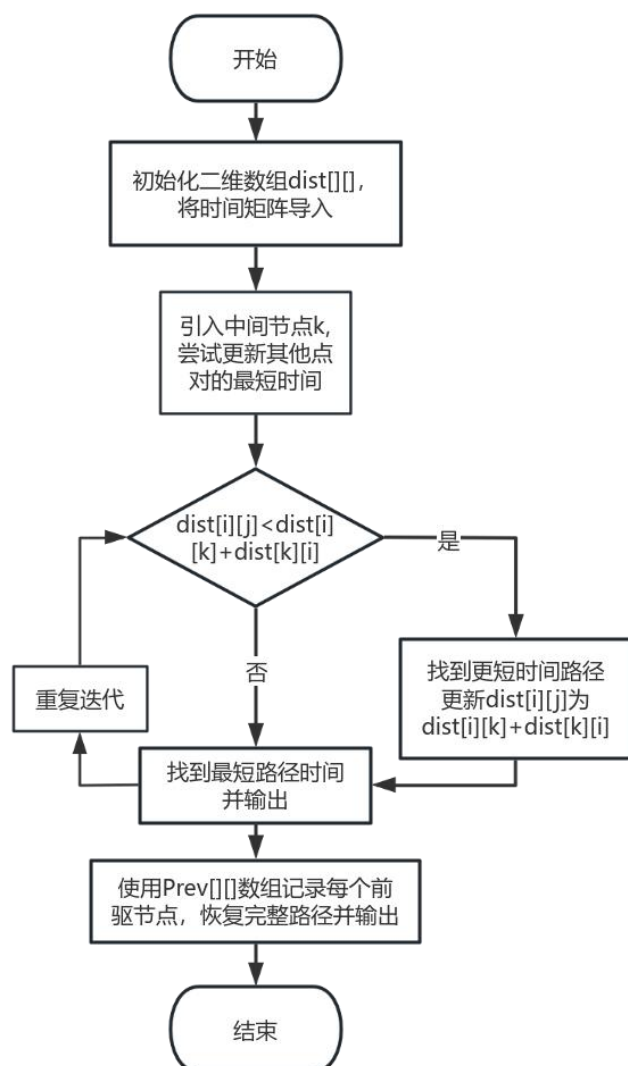 开始
初始化二维数组dist[][],
将时间矩阵导入
引入中间节点k,
尝试更新其他点
对的最短时间
dist[i][j]<dist[i]
[k]+dist[k][i]
是
否
找到更短时间路径
更新dist[i][j]为
dist[i][k]+dist[k][i]
重复迭代
找到最短路径时间
并输出
使用Prev[][]数组记录每个前
驱节点，恢复完整路径并输出
结束